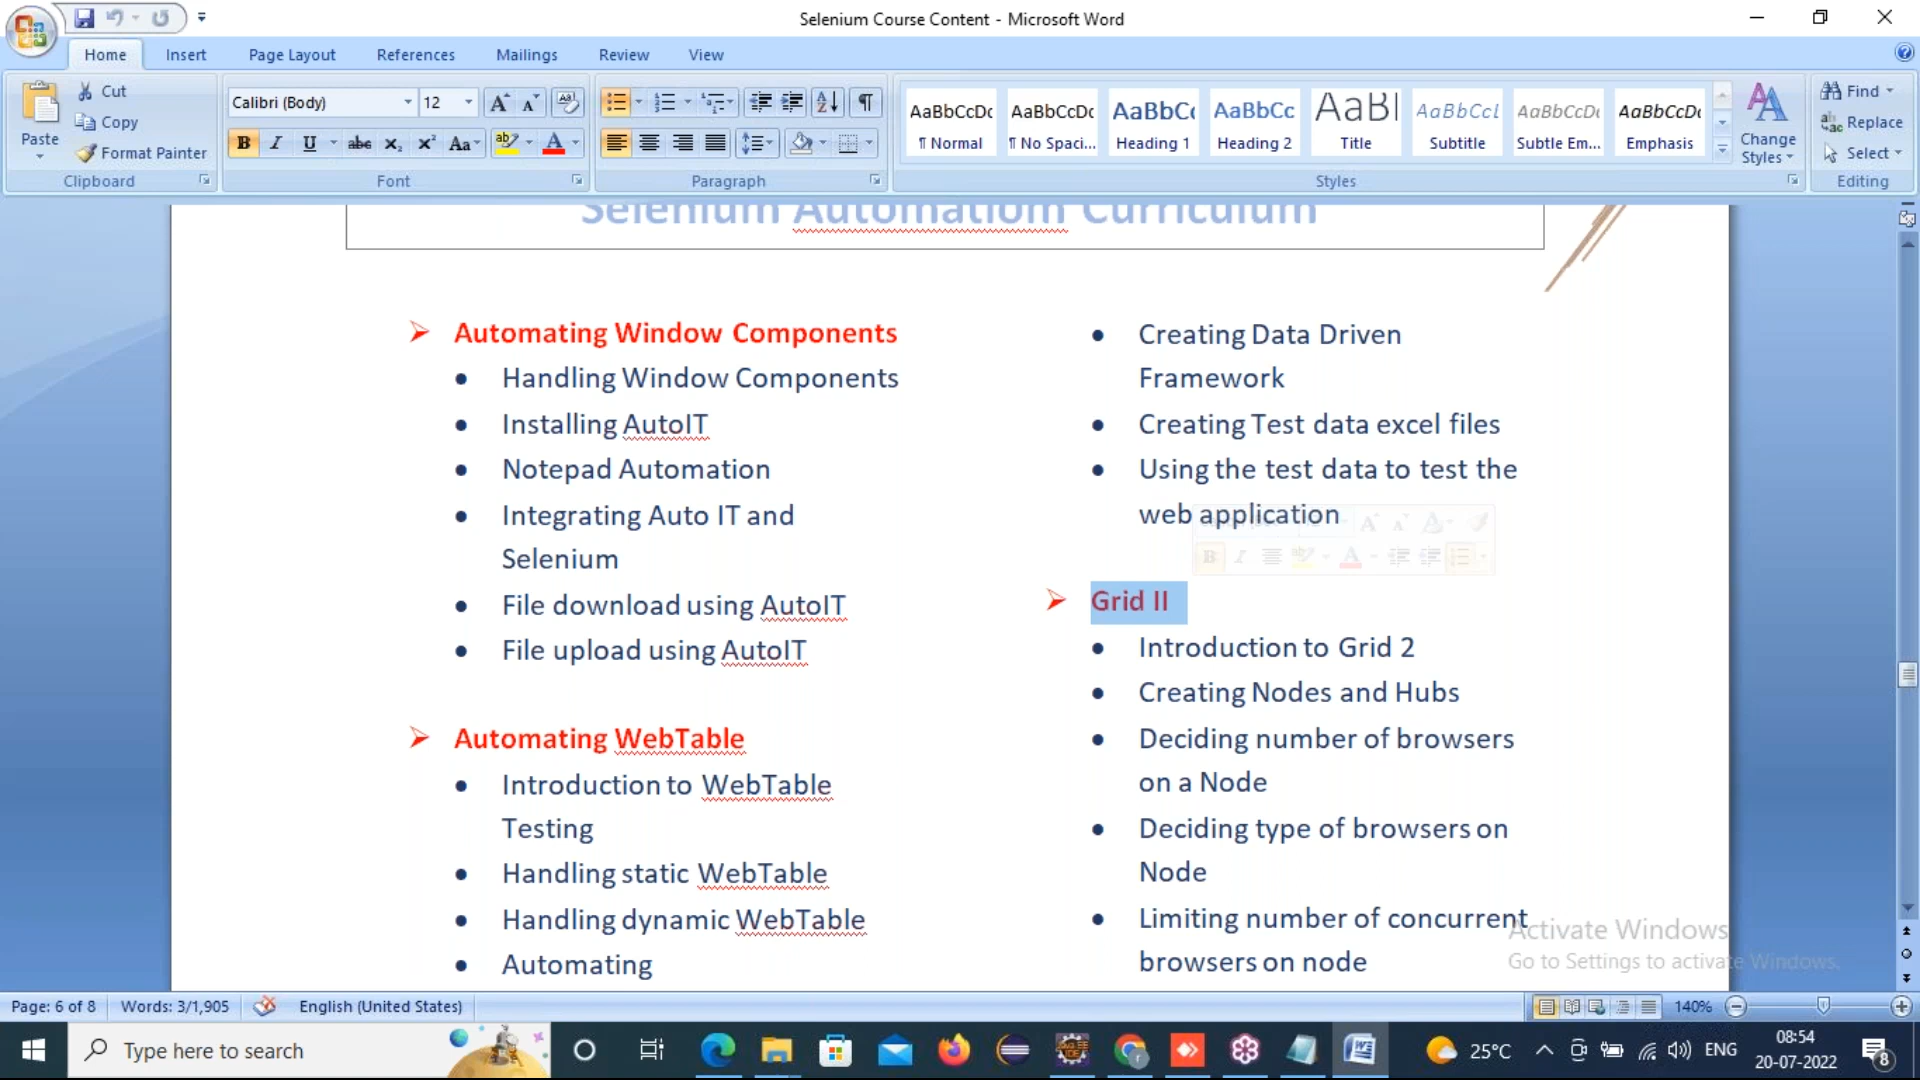 Selenium Course Content - Microsoft Word
Home Insert Page Layout References Mailings Review View
Paste
Cut
Copy
Format Painter
Clipboard
Calibri (Body) 12
Font
Paragraph
AaBbCcDc AaBbCcDc AaBbCc AaBbCc AaBl AaBbCcL AaBbCcDc AaBbCcDc
¶ Normal ¶ No Spaci... Heading 1 Heading 2 Title Subtitle Subtle Em... Emphasis
Styles
Change Styles
Find
Replace
Select
Editing
Selenium Automatiom Curriculum
Automating Window Components
Handling Window Components
Installing AutoIT
Notepad Automation
Integrating Auto IT and
Selenium
File download using AutoIT
File upload using AutoIT
Automating WebTable
Introduction to WebTable
Testing
Handling static WebTable
Handling dynamic WebTable
Automating
Creating Data Driven
Framework
Creating Test data excel files
Using the test data to test the
web application
Grid II
Introduction to Grid 2
Creating Nodes and Hubs
Deciding number of browsers
on a Node
Deciding type of browsers on
Node
Limiting number of concurrent
browsers on node
Activate Windows
Go to Settings to activate Windows.
Page: 6 of 8 Words: 3/1,905 English (United States) 140%
Type here to search
25°C ENG
08:54
20-07-2022
8